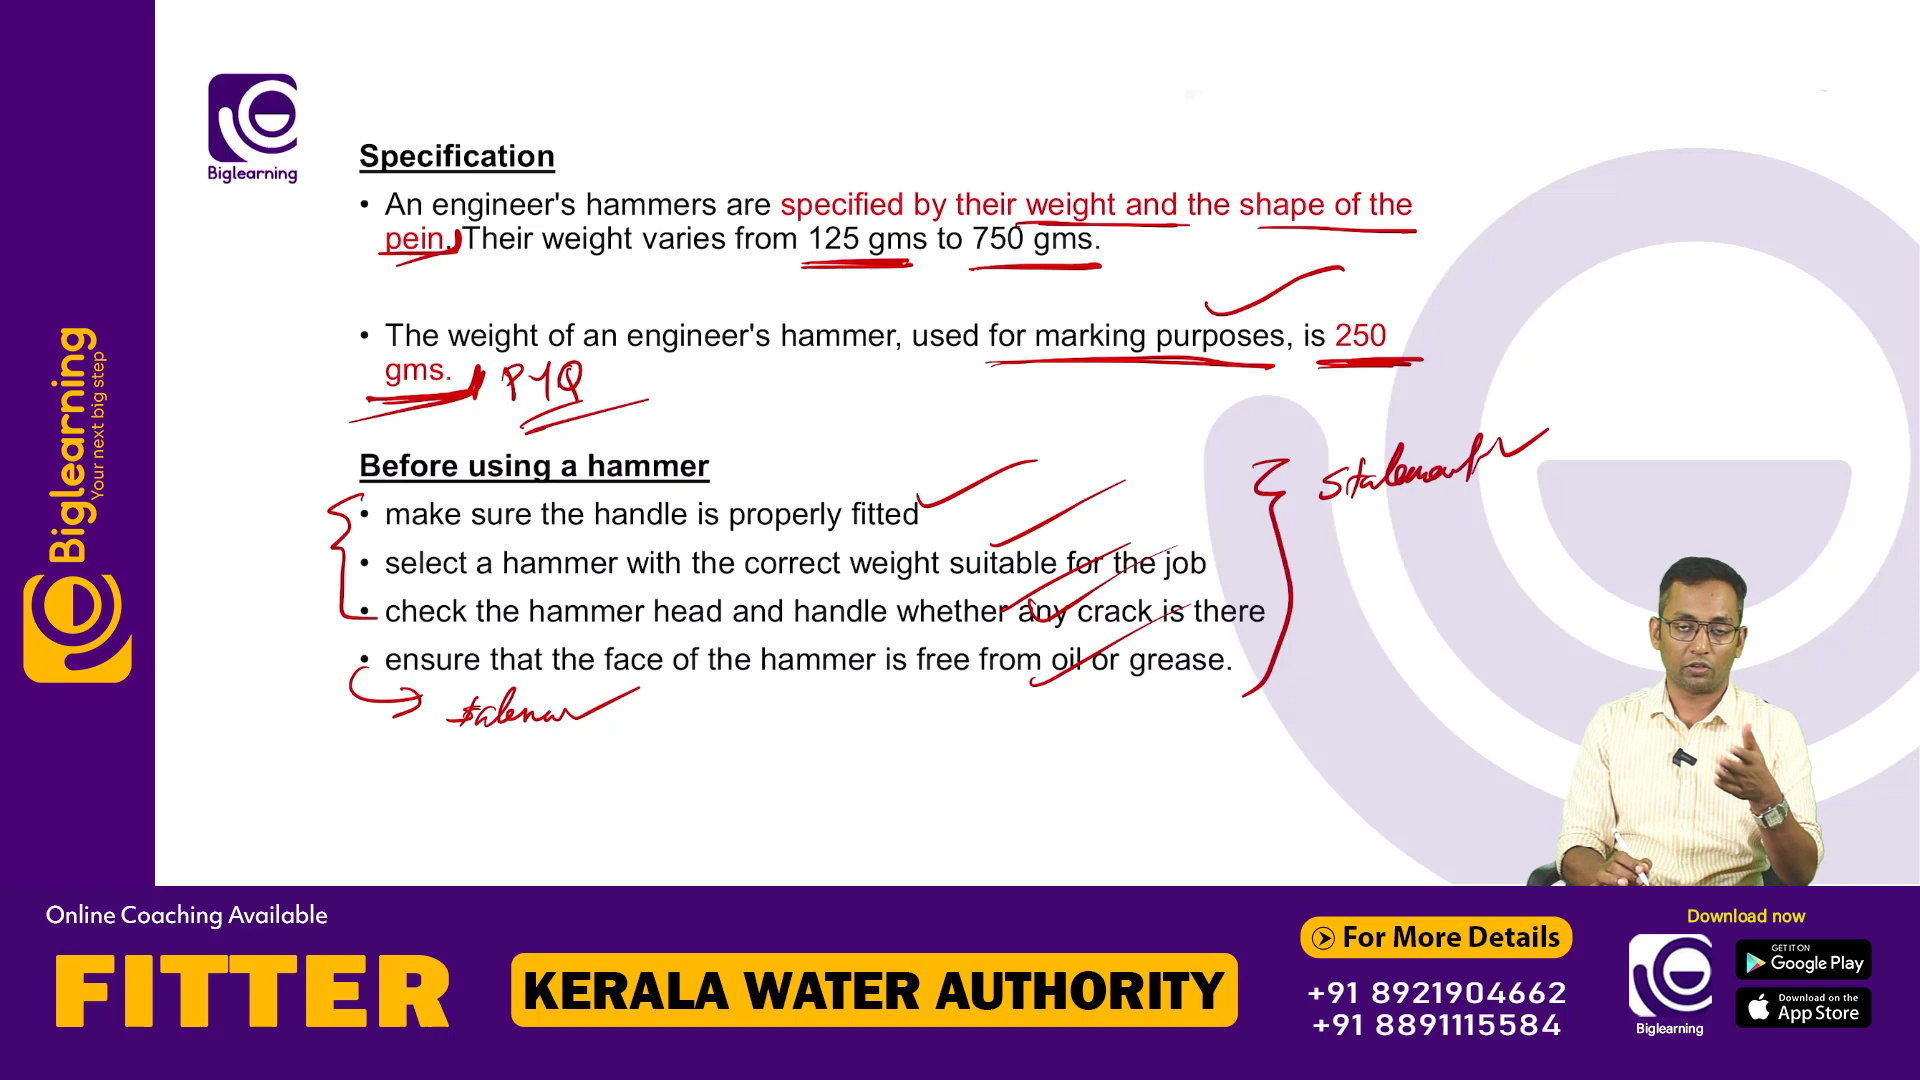 Biglearning
Specification
• An engineer's hammers are specified by their weight and the shape of the
pein. Their weight varies from 125 gms to 750 gms.
• The weight of an engineer's hammer, used for marking purposes, is 250
gms. PYQ
Before using a hammer
• make sure the handle is properly fitted
• select a hammer with the correct weight suitable for the job
• check the hammer head and handle whether any crack is there
• ensure that the face of the hammer is free from oil or grease.
Biglearning
Your next big step
Online Coaching Available
FITTER
KERALA WATER AUTHORITY
For More Details
+91 8921904662
+91 8891115584
Download now
Biglearning
GET IT ON
Google Play
Download on the
App Store